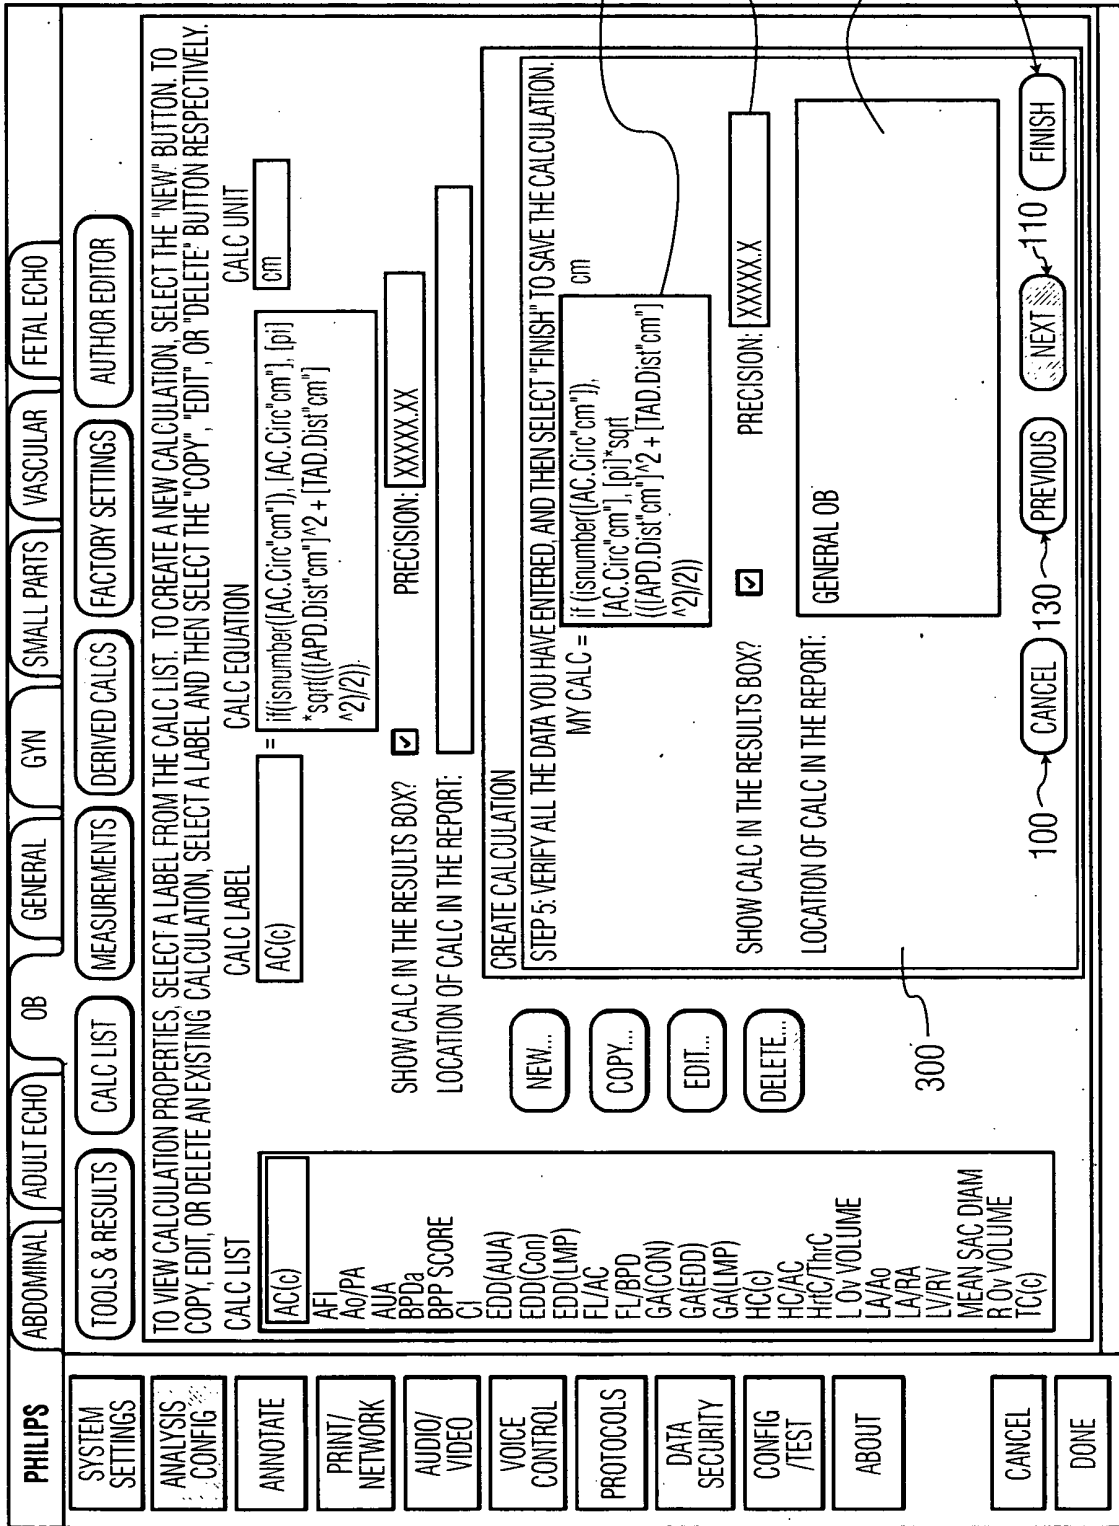 PHILIPS
ABDOMINAL
ADULT ECHO
OB
GENERAL
GYN
SMALL PARTS
VASCULAR
FETAL ECHO
SYSTEM
SETTINGS
ANALYSIS
CONFIG
ANNOTATE
PRINT/
NETWORK
AUDIO/
VIDEO
VOICE
CONTROL
PROTOCOLS
DATA
SECURITY
CONFIG
/TEST
ABOUT
CANCEL
DONE
TOOLS & RESULTS
CALC LIST
MEASUREMENTS
DERIVED CALCS
FACTORY SETTINGS
AUTHOR EDITOR
TO VIEW CALCULATION PROPERTIES, SELECT A LABEL FROM THE CALC LIST. TO CREATE A NEW CALCULATION, SELECT THE "NEW" BUTTON. TO
COPY, EDIT, OR DELETE AN EXISTING CALCULATION, SELECT A LABEL AND THEN SELECT THE "COPY", "EDIT", OR "DELETE" BUTTON RESPECTIVELY.
CALC LIST
AC(c)
AFI
Ao/PA
AUA
BPDa
BPP SCORE
CI
EDD(AUA)
EDD(Con)
EDD(LMP)
FL/AC
FL/BPD
GA(CON)
GA(EDD)
GA(LMP)
HC(c)
HC/AC
HrtC/ThrC
L Ov VOLUME
LA/Ao
LA/RA
LV/RV
MEAN SAC DIAM
R Ov VOLUME
TC(c)
CALC LABEL
AC(c)
=
CALC EQUATION
if(isnumber([AC.Circ"cm"]), [AC.Circ"cm"], [pi]
*sqrt((([APD.Dist"cm"]^2 + [TAD.Dist"cm"]
^2)/2))
CALC UNIT
cm
SHOW CALC IN THE RESULTS BOX?
PRECISION: XXXXX.XX
LOCATION OF CALC IN THE REPORT:
NEW...
COPY...
EDIT...
DELETE...
CREATE CALCULATION
STEP 5: VERIFY ALL THE DATA YOU HAVE ENTERED, AND THEN SELECT "FINISH" TO SAVE THE CALCULATION.
MY CALC =
if (isnumber([AC.Circ"cm"]),
[AC.Circ"cm"], [pi]*sqrt
((([APD.Dist"cm"]^2 + [TAD.Dist"cm"]
^2)/2))
cm
SHOW CALC IN THE RESULTS BOX?
PRECISION: XXXXX.X
LOCATION OF CALC IN THE REPORT:
GENERAL OB
300
100
CANCEL
130
PREVIOUS
NEXT
110
FINISH